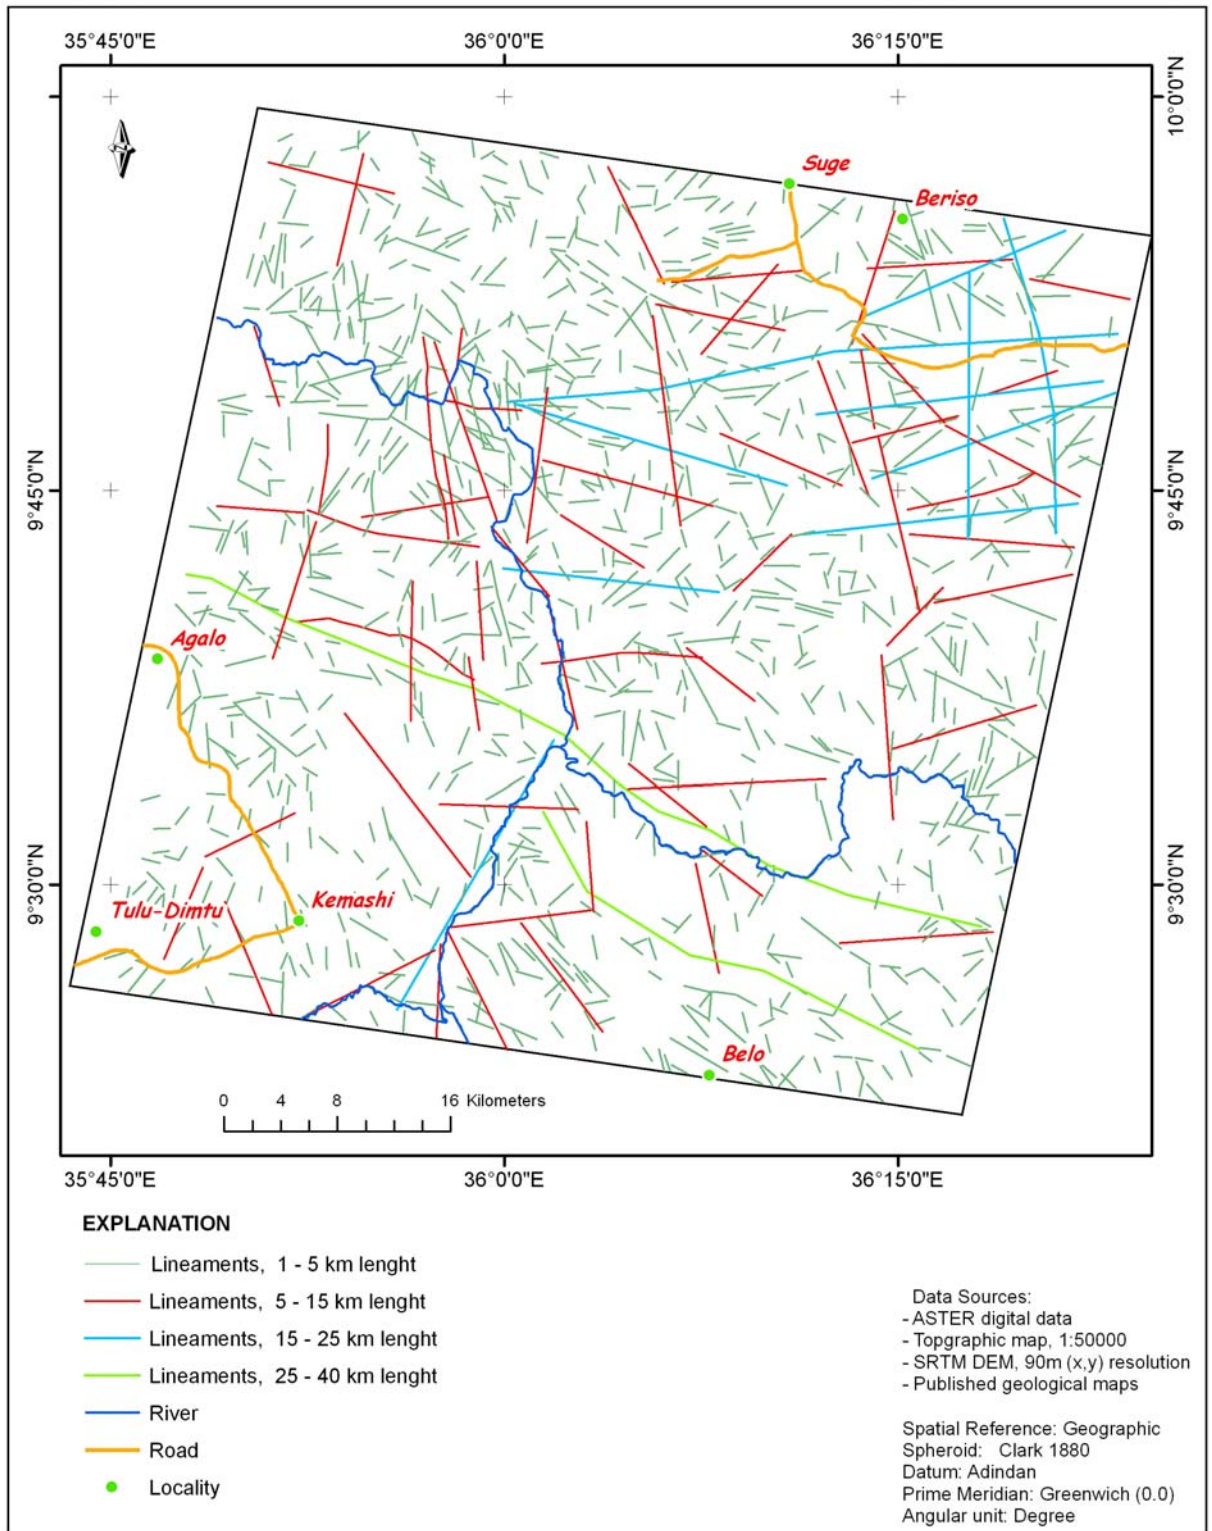 35°45'0"E 36°0'0"E 36°15'0"E
10°0'0"N
Z
Suge
Beriso
9°45'0"N 9°45'0"N
Agalo
9°30'0"N 9°30'0"N
Kemashi
Tulu-Dimtu
Belo
0 4 8 16 Kilometers
35°45'0"E 36°0'0"E 36°15'0"E
EXPLANATION
Lineaments, 1 - 5 km lenght
Lineaments, 5 - 15 km lenght
Lineaments, 15 - 25 km lenght
Lineaments, 25 - 40 km lenght
River
Road
Locality
Data Sources:
- ASTER digital data
- Topgraphic map, 1:50000
- SRTM DEM, 90m (x,y) resolution
- Published geological maps
Spatial Reference: Geographic
Spheroid: Clark 1880
Datum: Adindan
Prime Meridian: Greenwich (0.0)
Angular unit: Degree